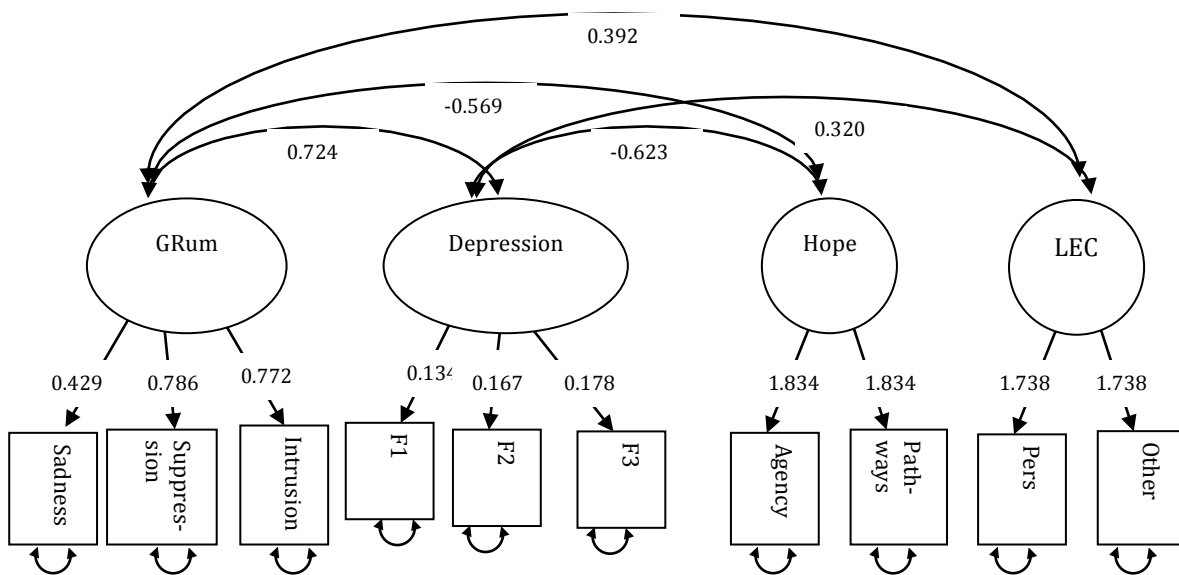 0.392
-0.569
0.320
0.724
-0.623
GRum
Depression
Hope
LEC
0.429
0.786
0.772
0.134
0.167
0.178
1.834
1.834
1.738
1.738
Sadness
Suppres-
sion
Intrusion
F1
F2
F3
Agency
Path-
ways
Pers
Other